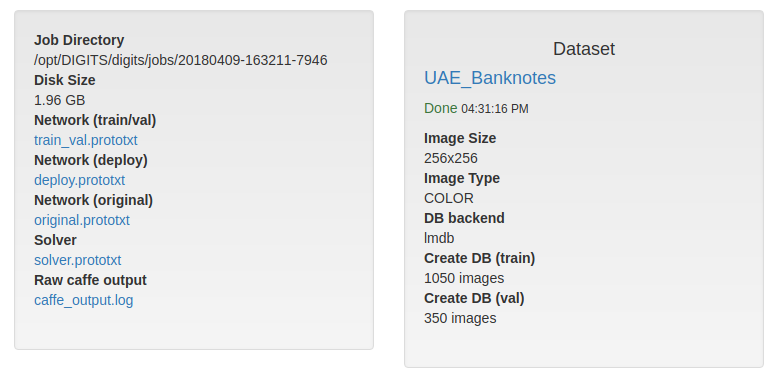 Job Directory
/opt/DIGITS/digits/jobs/20180409-163211-7946
Disk Size
1.96 GB
Network (train/val)
train_val.prototxt
Network (deploy)
deploy.prototxt
Network (original)
original.prototxt
Solver
solver.prototxt
Raw caffe output
caffe_output.log
Dataset
UAE_Banknotes
Done 04:31:16 PM
Image Size
256x256
Image Type
COLOR
DB backend
lmdb
Create DB (train)
1050 images
Create DB (val)
350 images